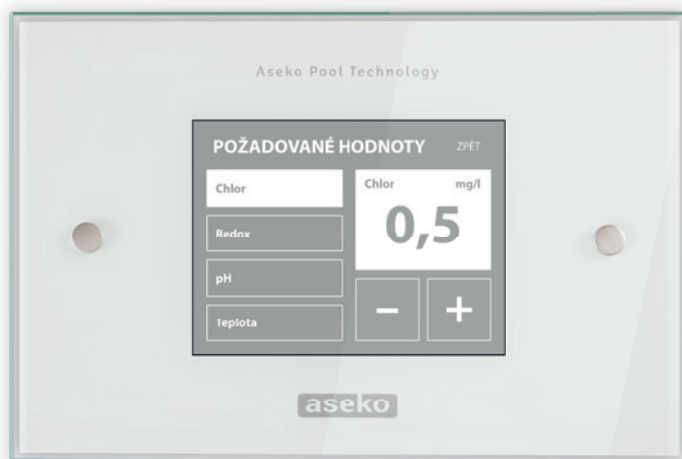 Aseko Pool Technology
POŽADOVANÉ HODNOTY
ZPĚT
Chlor
Redox
pH
Teplota
Chlor mg/l
0,5
− +
aseko